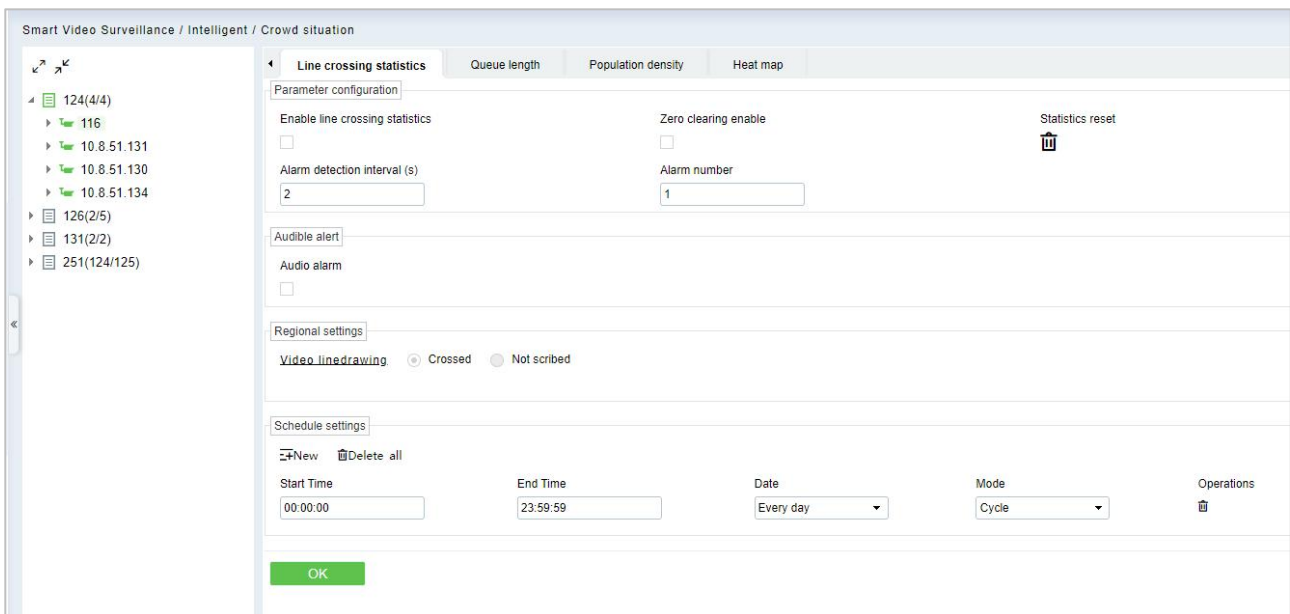 Smart Video Surveillance / Intelligent / Crowd situation
124(4/4)
116
10.8.51.131
10.8.51.130
10.8.51.134
126(2/5)
131(2/2)
251(124/125)
Line crossing statistics Queue length Population density Heat map
Parameter configuration
Enable line crossing statistics Zero clearing enable Statistics reset
Alarm detection interval (s) Alarm number
2 1
Audible alert
Audio alarm
Regional settings
Video linedrawing Crossed Not scribed
Schedule settings
New Delete all
Start Time End Time Date Mode Operations
00:00:00 23:59:59 Every day Cycle
OK